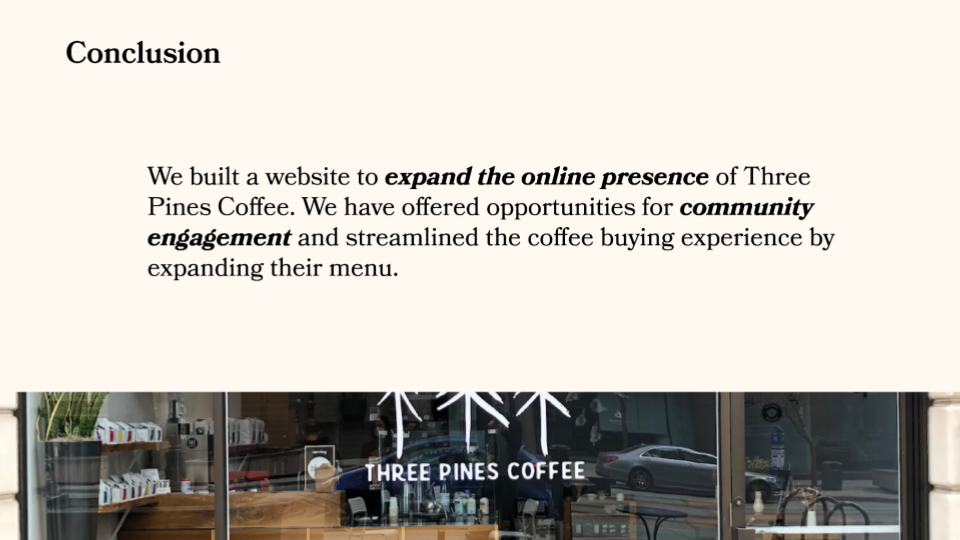 Conclusion
We built a website to expand the online presence of Three
Pines Coffee. We have offered opportunities for community
engagement and streamlined the coffee buying experience by
expanding their menu.
THREE PINES COFFEE